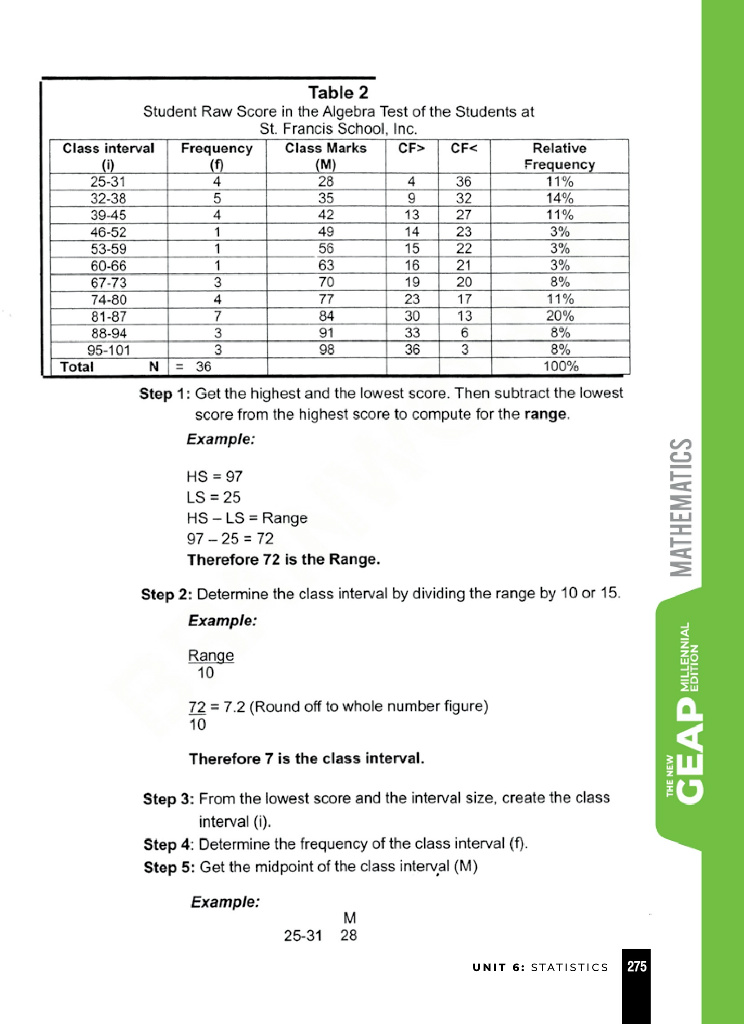 Table 2
Student Raw Score in the Algebra Test of the Students at
St. Francis School, Inc.
Class interval (i) Frequency (f) Class Marks (M) CF> CF< Relative Frequency
25-31 4 28 4 36 11%
32-38 5 35 9 32 14%
39-45 4 42 13 27 11%
46-52 1 49 14 23 3%
53-59 1 56 15 22 3%
60-66 1 63 16 21 3%
67-73 3 70 19 20 8%
74-80 4 77 23 17 11%
81-87 7 84 30 13 20%
88-94 3 91 33 6 8%
95-101 3 98 36 3 8%
Total N = 36 100%
Step 1: Get the highest and the lowest score. Then subtract the lowest
score from the highest score to compute for the range.
Example:
HS = 97
LS = 25
HS – LS = Range
97 – 25 = 72
Therefore 72 is the Range.
Step 2: Determine the class interval by dividing the range by 10 or 15.
Example:
Range
10
72 = 7.2 (Round off to whole number figure)
10
Therefore 7 is the class interval.
Step 3: From the lowest score and the interval size, create the class
interval (i).
Step 4: Determine the frequency of the class interval (f).
Step 5: Get the midpoint of the class interval (M)
Example:
M
25-31 28
UNIT 6: STATISTICS 275
MATHEMATICS
THE NEW
GEAP
MILLENNIAL
EDITION